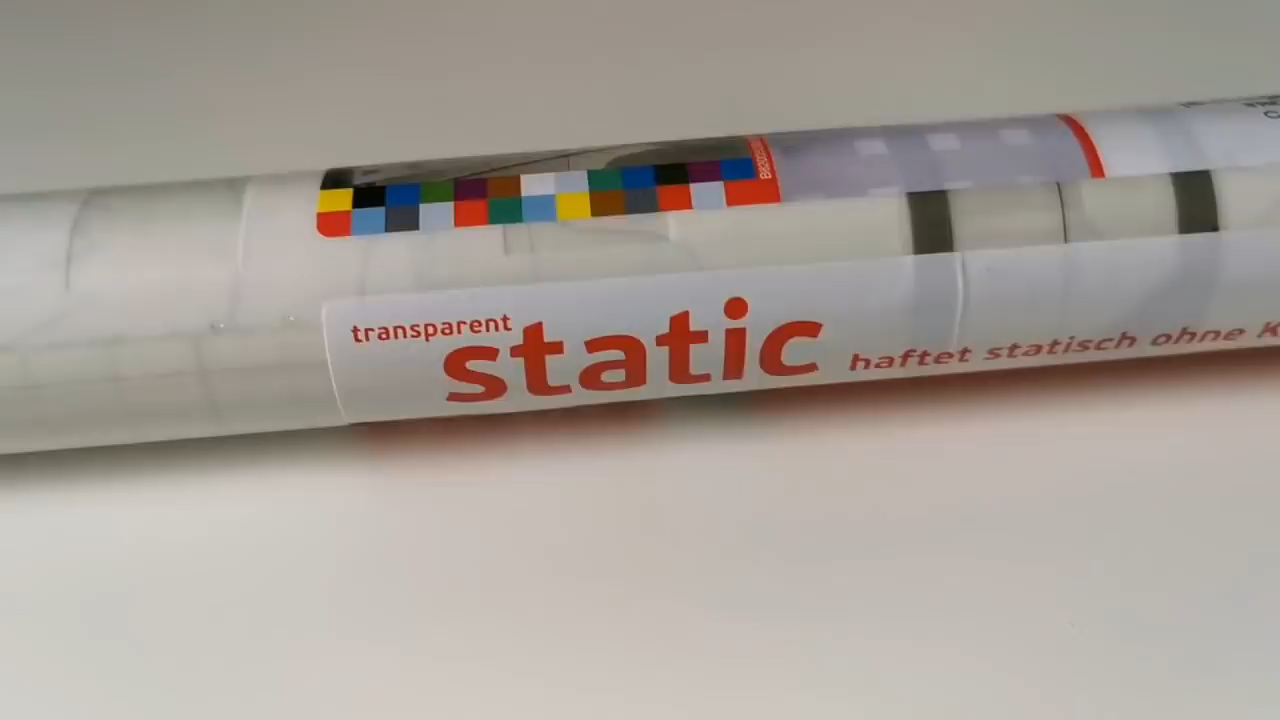 transparent
static
haftet statisch ohne K